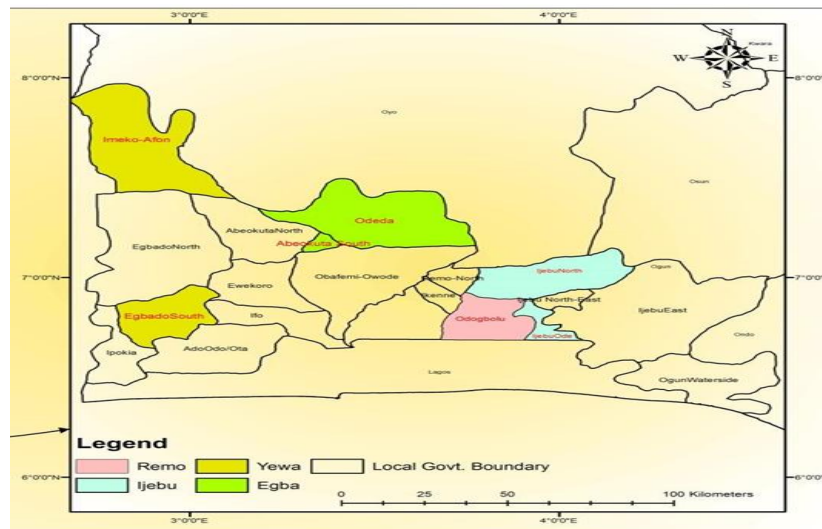 3°0'0"E 4°0'0"E
N
W E
S
Kwara
8°0'0"N 8°0'0"N
Imeko-Afon
Oyo
Osun
Odeda
AbeokutaNorth
Abeokuta South
EgbadoNorth
7°0'0"N 7°0'0"N
Obafemi-Owode
Remo-North
IjebuNorth
Ogun
Ewekoro
Ikenne
Ijebu North-East
EgbadoSouth
Ifo
Odogbolu
IjebuEast
IjebuOde
Ondo
Ipokia
AdoOdo/Ota
Lagos
OgunWaterside
Legend
Remo Yewa Local Govt. Boundary
Ijebu Egba
0 25 50 100 Kilometers
6°0'0"N 6°0'0"N
3°0'0"E 4°0'0"E